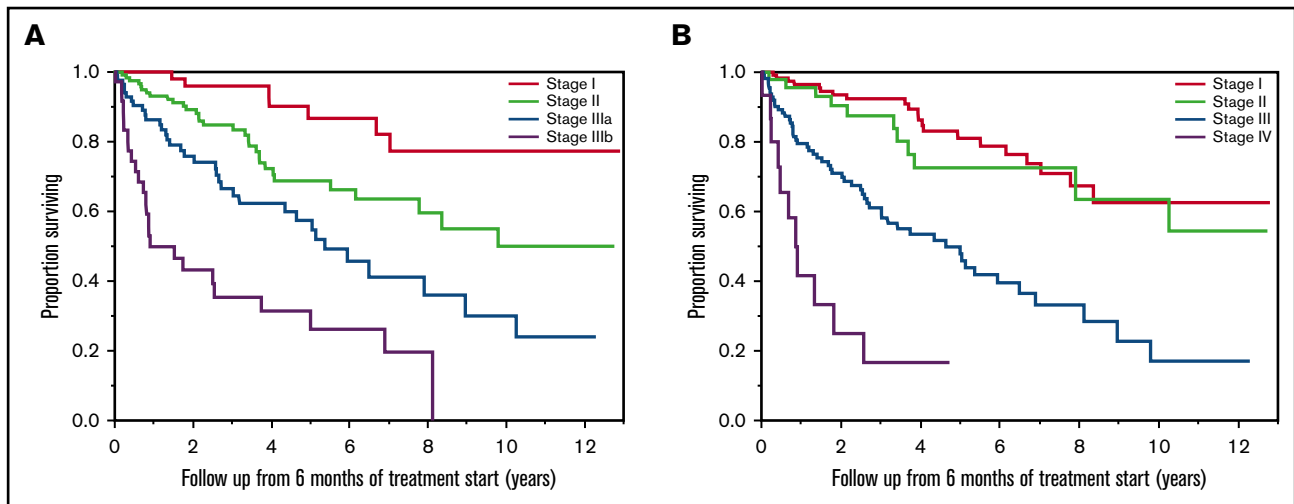 A
1.0
0.8
0.6
0.4
0.2
0.0
Proportion surviving
Stage I
Stage II
Stage IIIa
Stage IIIb
0 2 4 6 8 10 12
Follow up from 6 months of treatment start (years)
B
1.0
0.8
0.6
0.4
0.2
0.0
Proportion surviving
Stage I
Stage II
Stage III
Stage IV
0 2 4 6 8 10 12
Follow up from 6 months of treatment start (years)